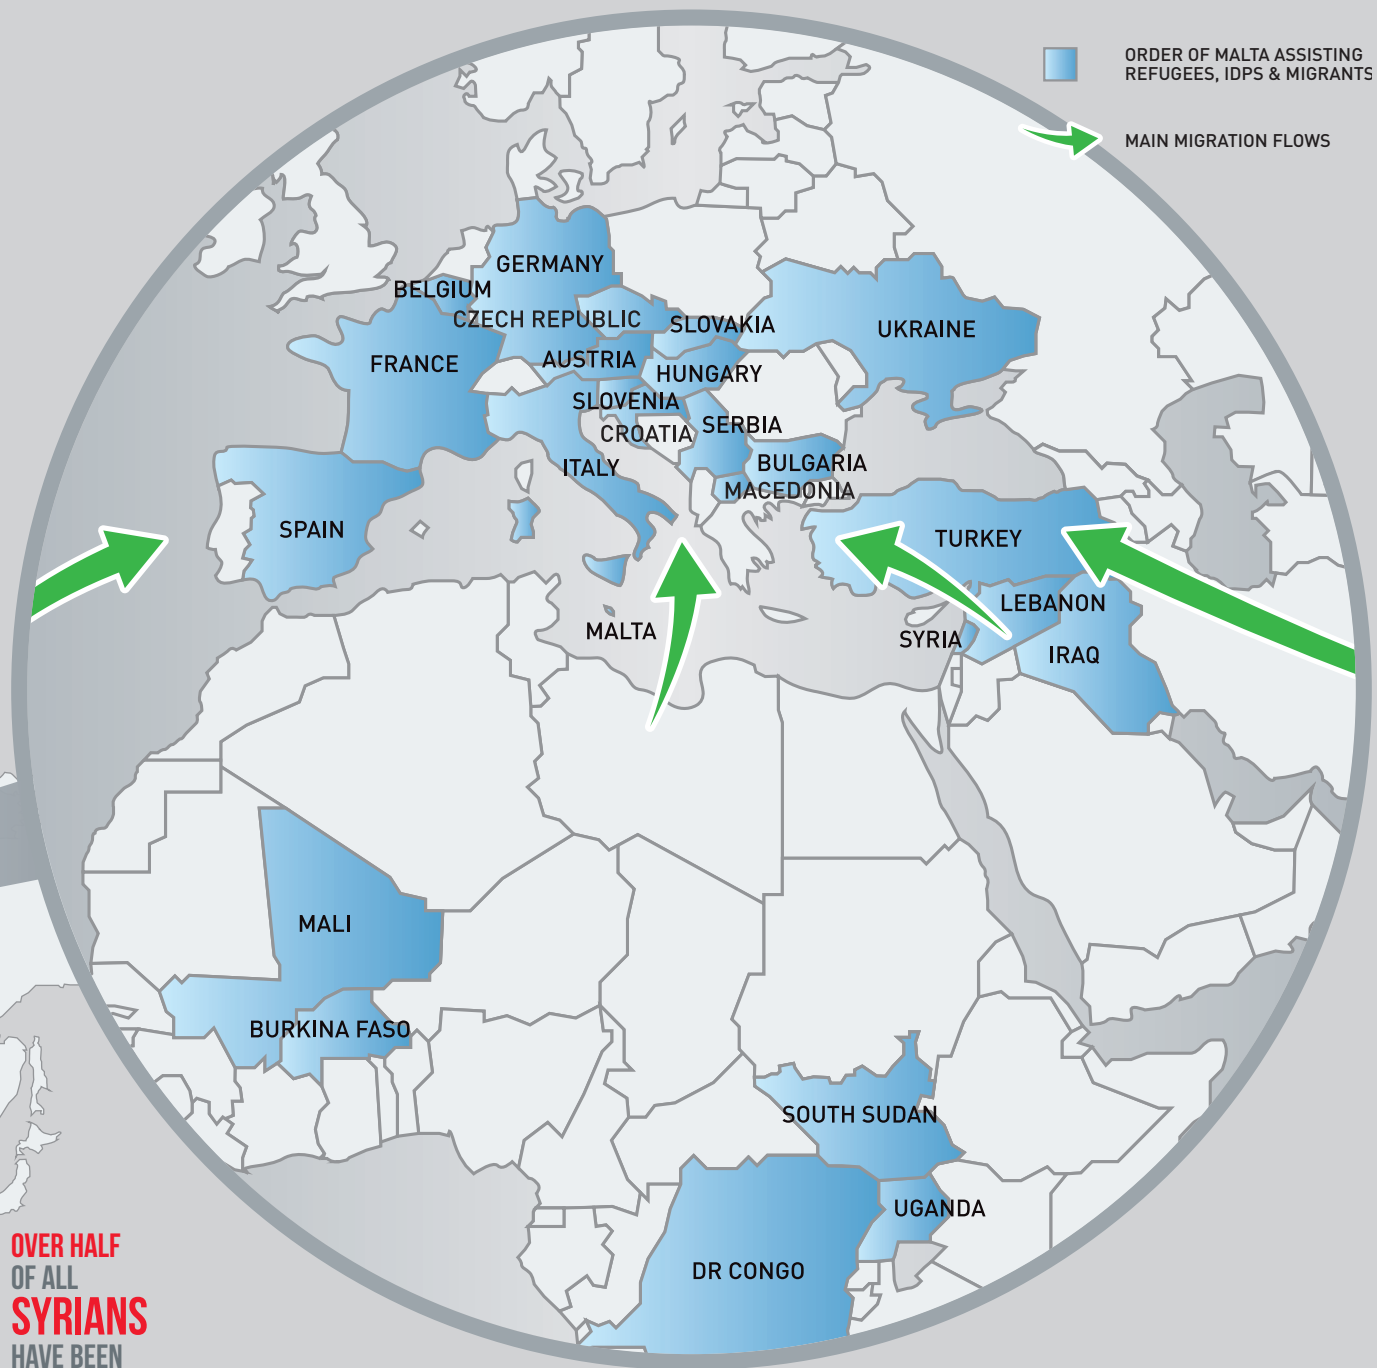 ORDER OF MALTA ASSISTING
REFUGEES, IDPS & MIGRANTS
MAIN MIGRATION FLOWS
GERMANY
BELGIUM
CZECH REPUBLIC
SLOVAKIA
UKRAINE
FRANCE
AUSTRIA
HUNGARY
SLOVENIA
SERBIA
CROATIA
ITALY
BULGARIA
MACEDONIA
SPAIN
TURKEY
LEBANON
MALTA
SYRIA
IRAQ
MALI
BURKINA FASO
SOUTH SUDAN
UGANDA
DR CONGO
OVER HALF
OF ALL
SYRIANS
HAVE BEEN